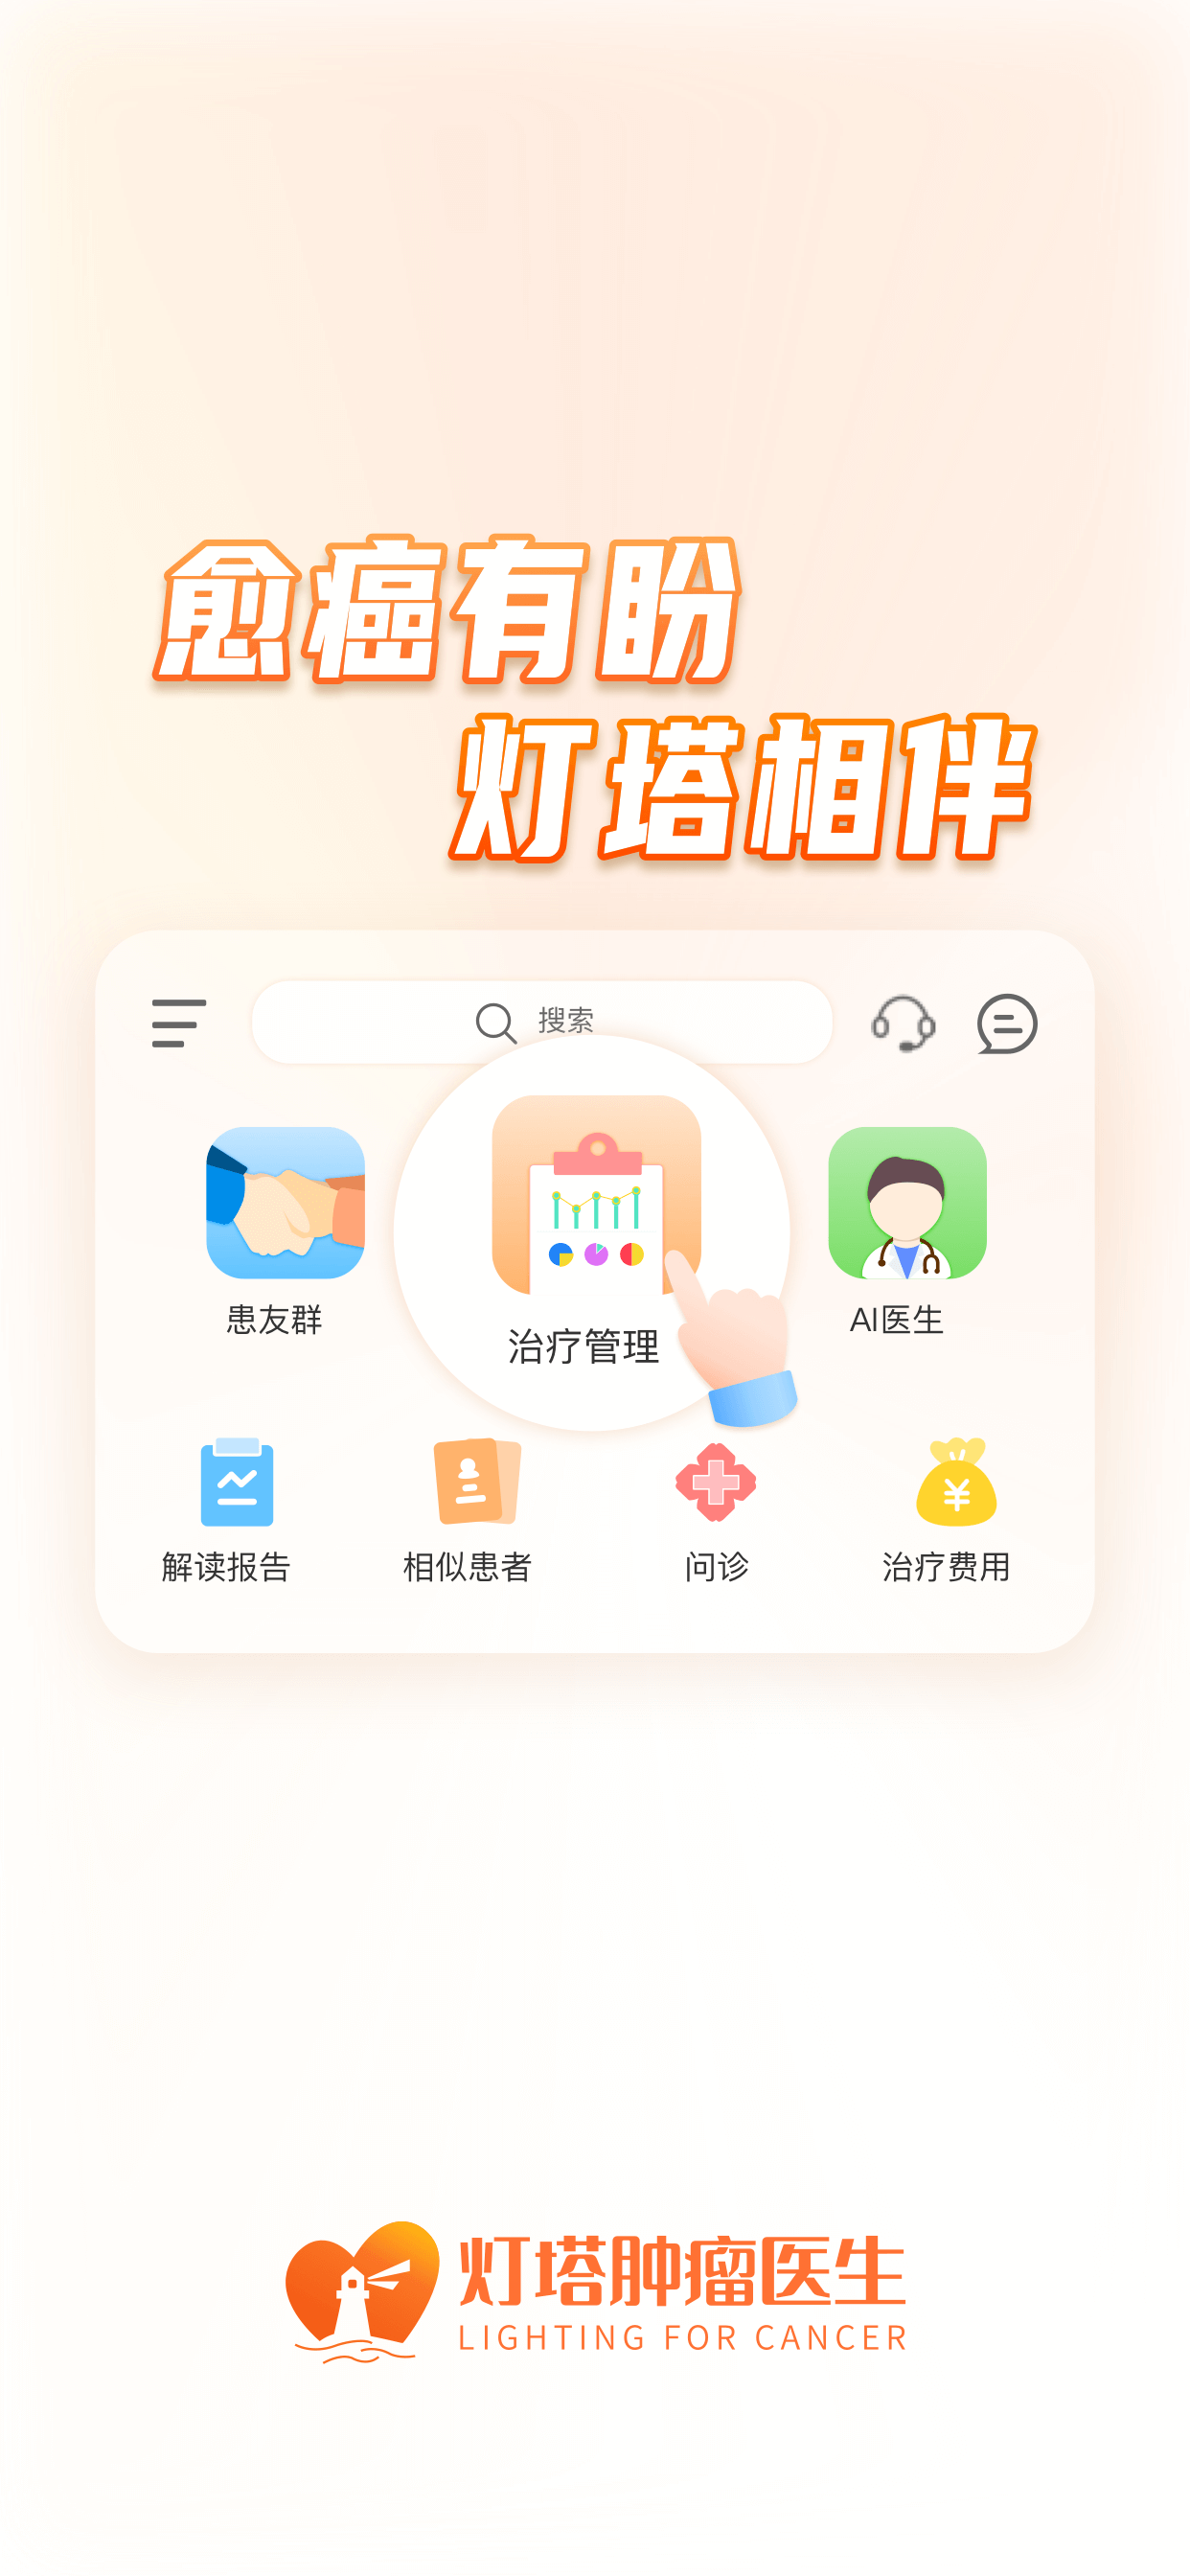 愈癌有盼
灯塔相伴
搜索
患友群
治疗管理
AI医生
解读报告
相似患者
问诊
¥
治疗费用
灯塔肿瘤医生
LIGHTING FOR CANCER